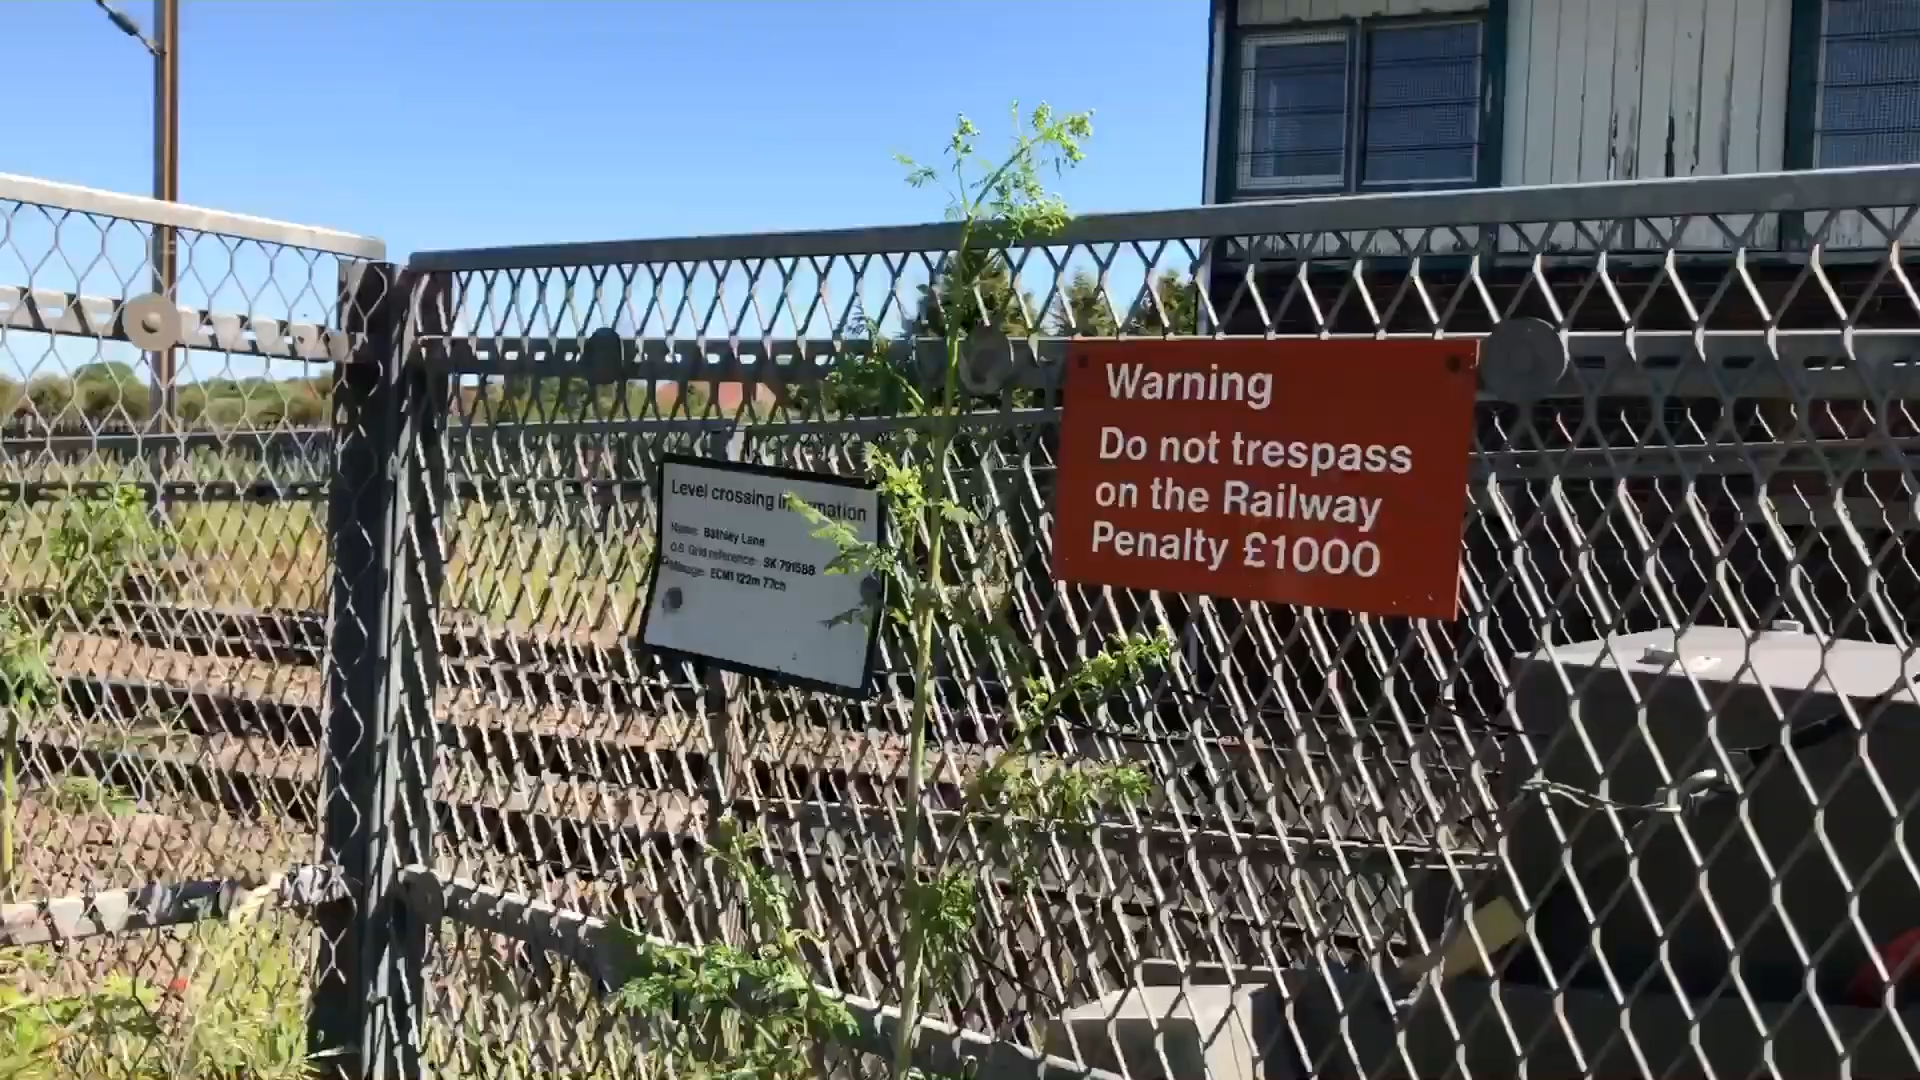 Level crossing information
Name: Bathley Lane
O.S. Grid reference: SK 791588
Mileage: ECM1 122m 77ch
Warning
Do not trespass
on the Railway
Penalty £1000